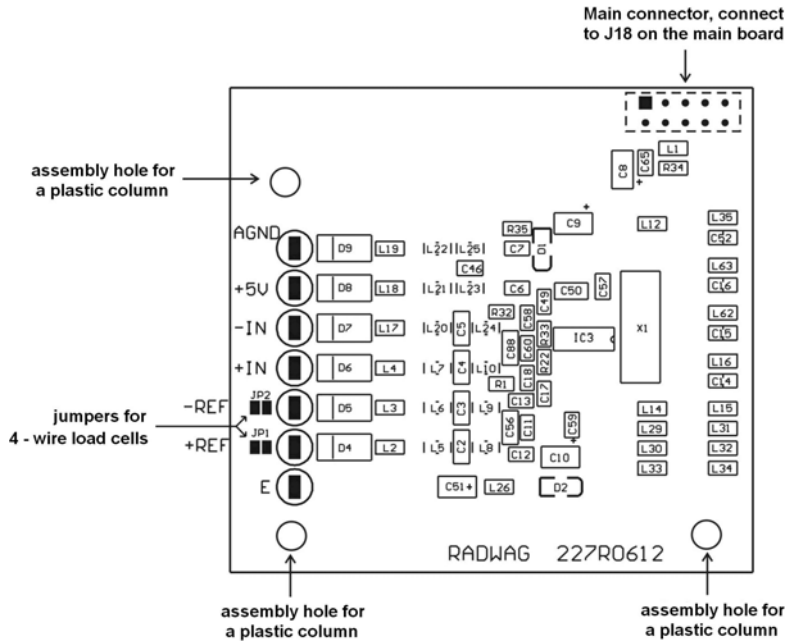 Main connector, connect
to J18 on the main board
assembly hole for
a plastic column
L1
C8
C65
R34
C9
L35
L12
R35
AGND
D9
L19
L22
L25
C7
D1
C52
C46
L63
+5V
D8
L18
L21
L23
C6
C49
C50
C57
C16
R32
C58
L62
-IN
D7
L17
L20
C5
L24
C88
C60
R33
IC3
X1
C15
+IN
D6
L4
L7
C4
L10
R22
L16
R1
C18
C17
C14
-REF
JP2
D5
L3
L6
C3
L9
C13
L14
L15
jumpers for
4 - wire load cells
C56
C11
C59
L29
L31
+REF
JP1
D4
L2
L5
C2
L8
C12
C10
L30
L32
L33
L34
E
C51+
L26
D2
RADWAG 227R0612
assembly hole for
a plastic column
assembly hole for
a plastic column